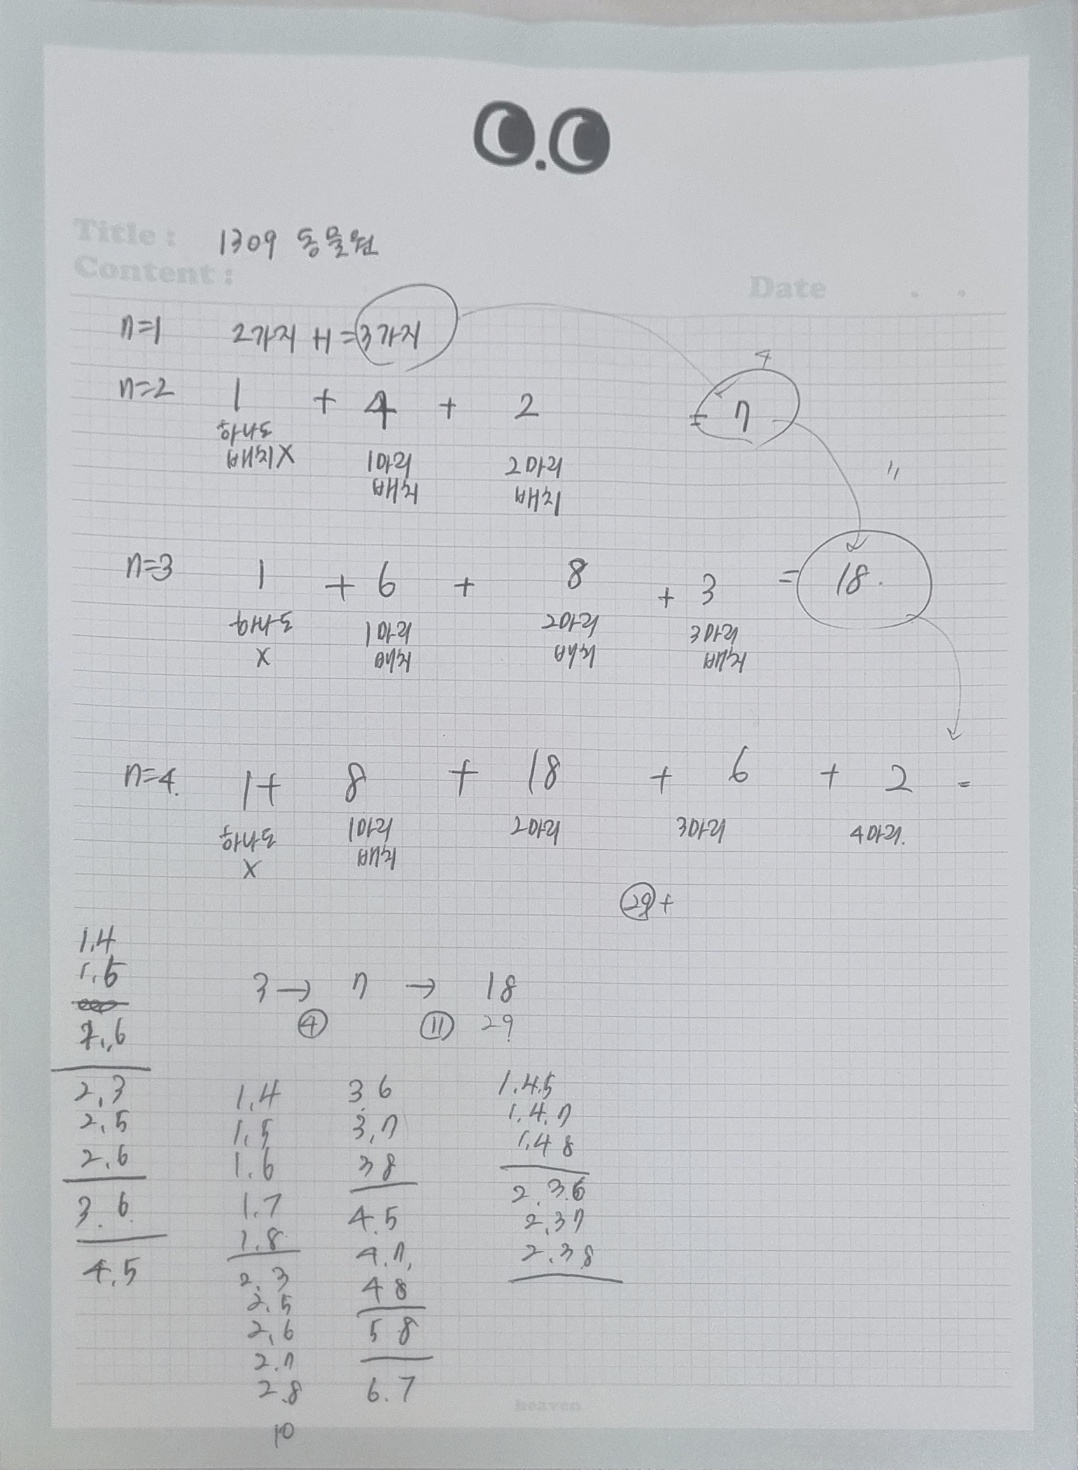 Title : 1309 동물원
Content :
Date . .
n=1 2가지 +1 = 3가지
n=2 1 + 4 + 2 = 7
4
하나도 배치X
1마리 배치
2마리 배치
11
n=3 1 + 6 + 8 + 3 = 18.
하나도 X
1마리 배치
2마리 배치
3마리 배치
n=4. 1 + 8 + 18 + 6 + 2 =
하나도 X
1마리 배치
2마리
3마리
4마리.
29 +
3 → 7 → 18
4 11 29
1,4
1,5
1,6
2,3
2,5
2,6
3.6
4,5
1,4
1,5
1.6
1.7
1.8
2,3
2,5
2,6
2.7
2.8
10
3 6
3,7
3 8
4.5
4.7,
4 8
5 8
6.7
1.4.5
1.4.7
1.4 8
2.3.6
2.37
2.38
heaven